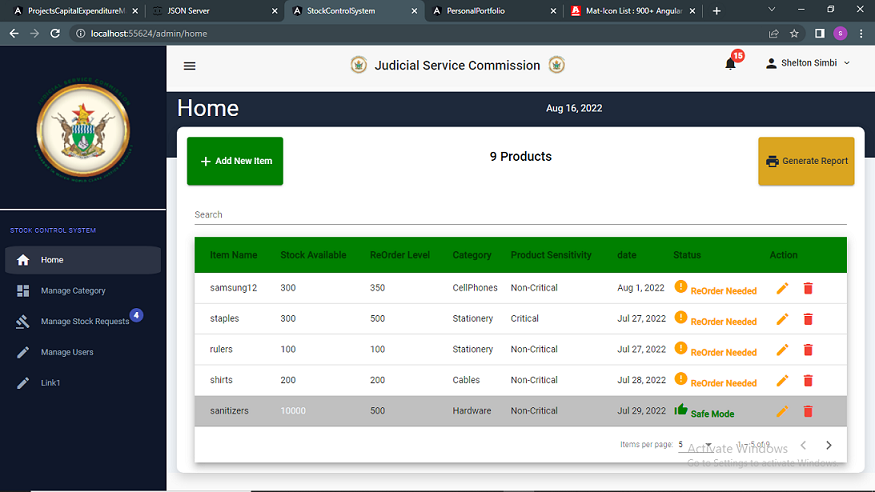 ProjectsCapitalExpenditureM
JSON Server
StockControlSystem
PersonalPortfolio
Mat-Icon List : 900+ Angular
localhost:55624/admin/home
S
Judicial Service Commission
15
Shelton Simbi
Home
Aug 16, 2022
Add New Item
9 Products
Generate Report
Search
STOCK CONTROL SYSTEM
Home
Manage Category
Manage Stock Requests 4
Manage Users
Link1
Item Name Stock Available ReOrder Level Category Product Sensitivity date Status Action
samsung12 300 350 CellPhones Non-Critical Aug 1, 2022 ReOrder Needed
staples 300 500 Stationery Critical Jul 27, 2022 ReOrder Needed
rulers 100 100 Stationery Non-Critical Jul 27, 2022 ReOrder Needed
shirts 200 200 Cables Non-Critical Jul 28, 2022 ReOrder Needed
sanitizers 10000 500 Hardware Non-Critical Jul 29, 2022 Safe Mode
Items per page: 5 1 – 5 of 9
Activate Windows
Go to Settings to activate Windows.